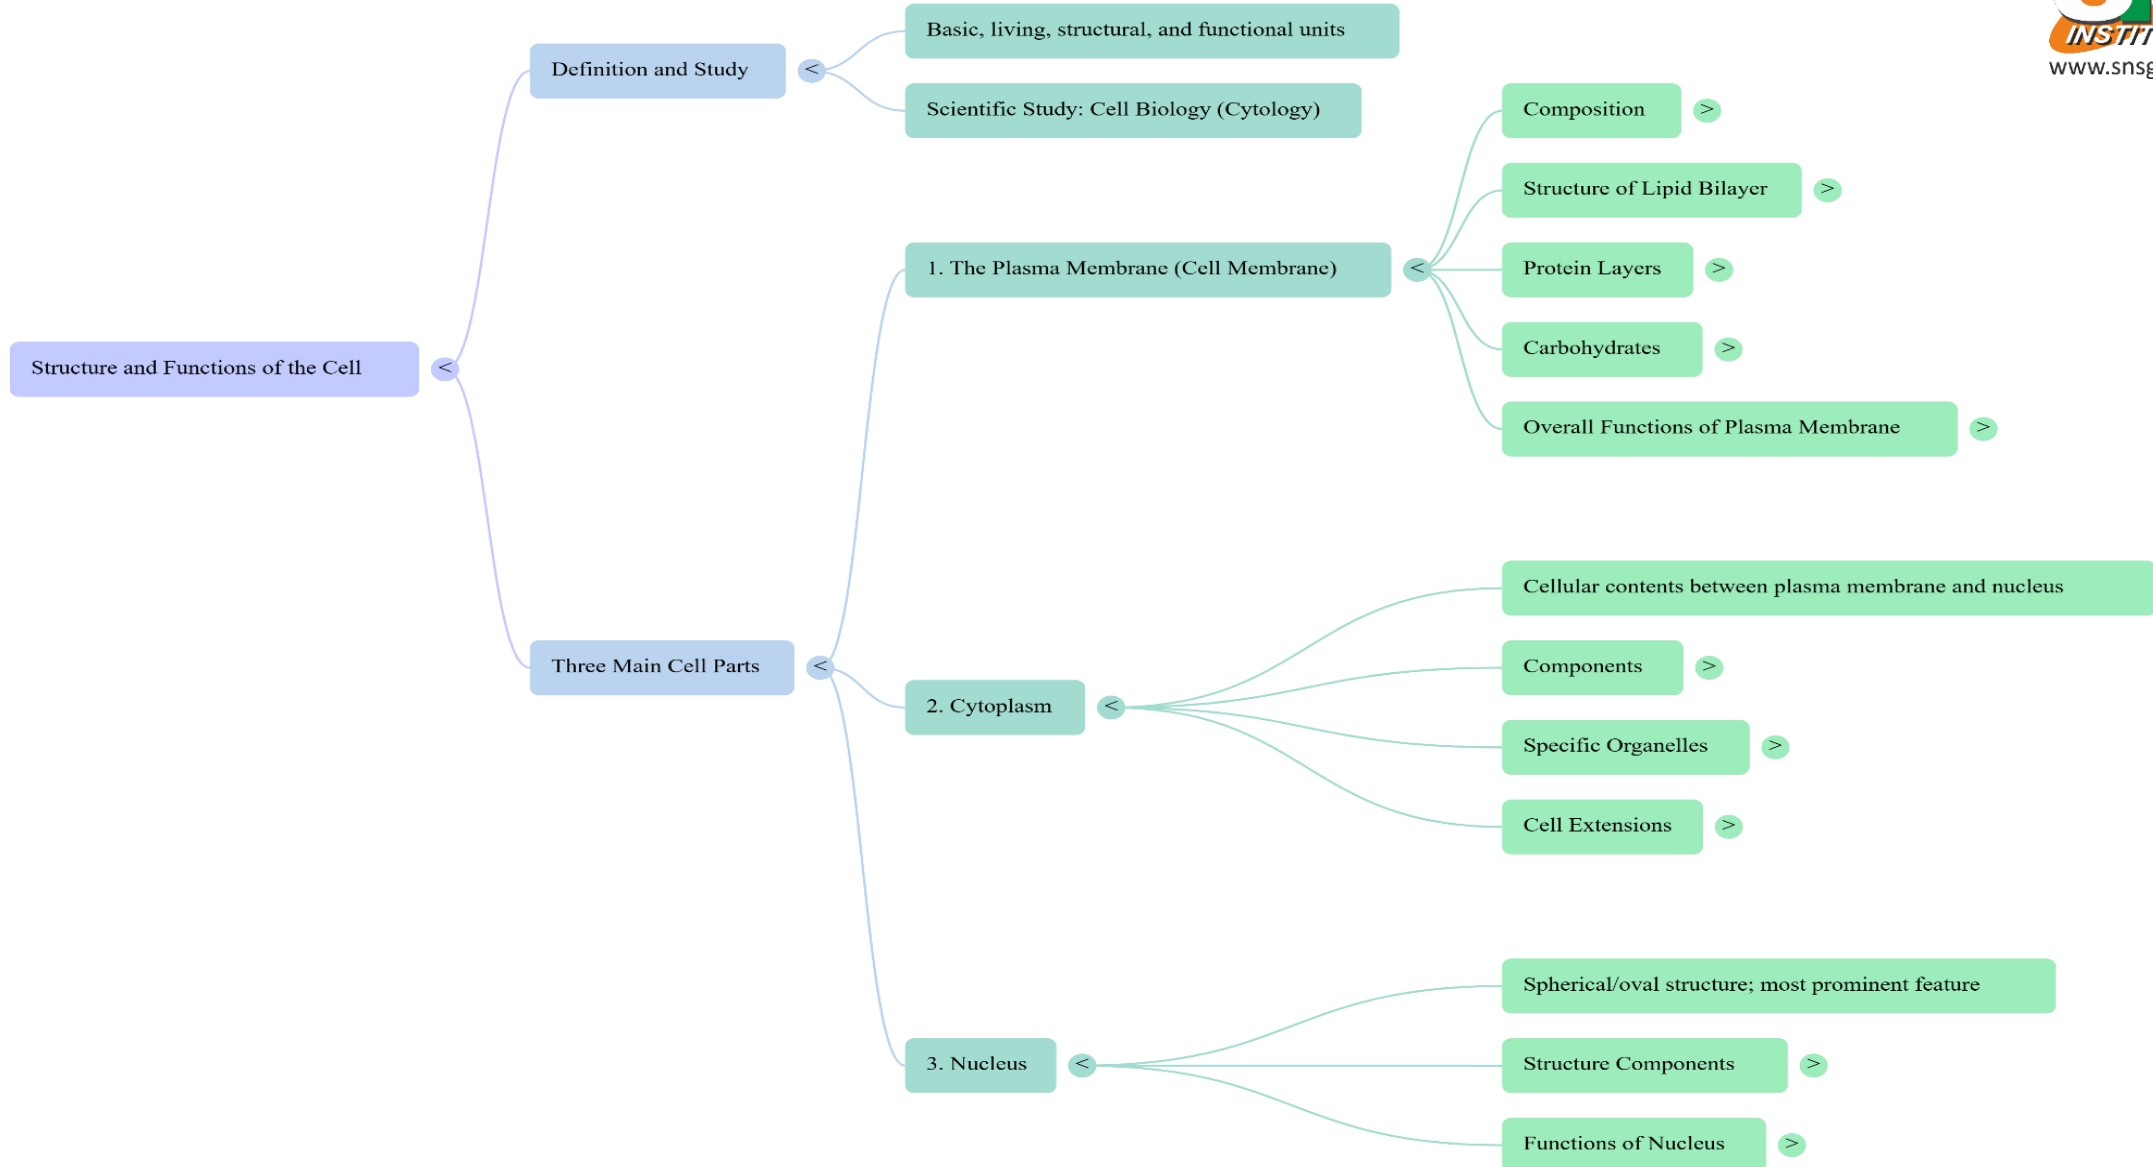 INSTIT
www.snsg
Structure and Functions of the Cell <
Definition and Study <
Basic, living, structural, and functional units
Scientific Study: Cell Biology (Cytology)
Three Main Cell Parts <
1. The Plasma Membrane (Cell Membrane) <
Composition >
Structure of Lipid Bilayer >
Protein Layers >
Carbohydrates >
Overall Functions of Plasma Membrane >
2. Cytoplasm <
Cellular contents between plasma membrane and nucleus
Components >
Specific Organelles >
Cell Extensions >
3. Nucleus <
Spherical/oval structure; most prominent feature
Structure Components >
Functions of Nucleus >